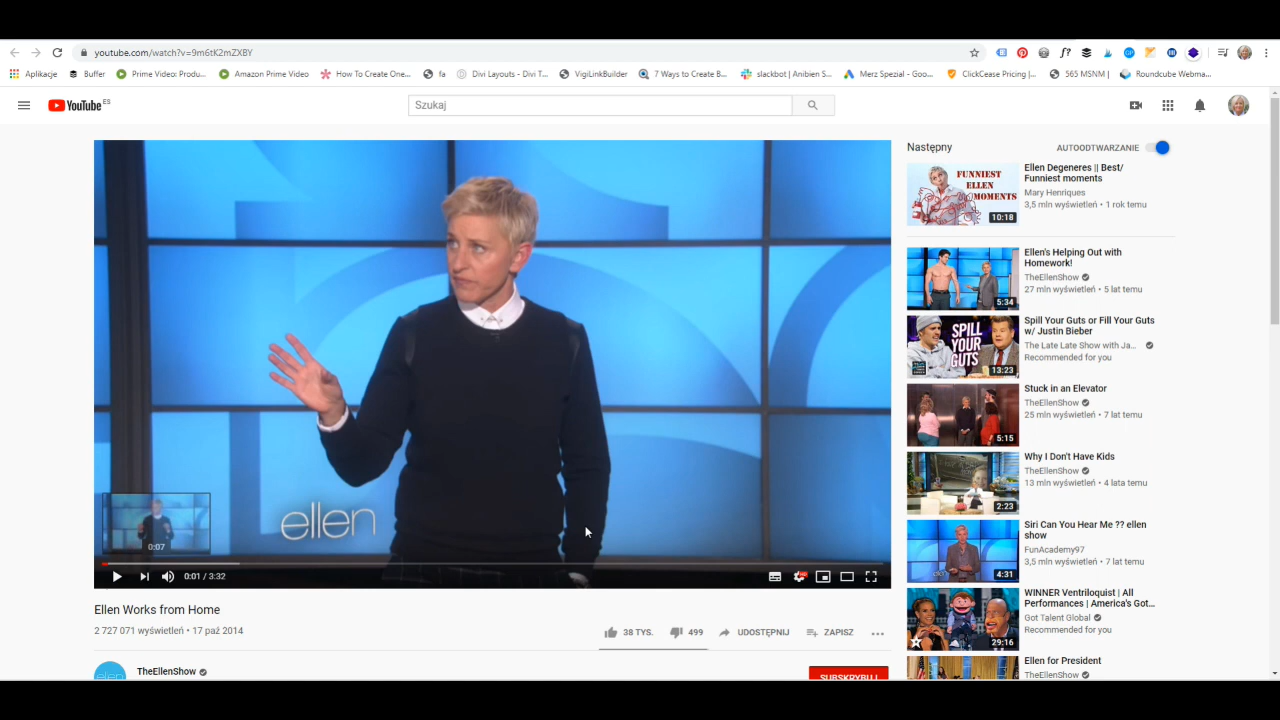 youtube.com/watch?v=9m6tK2mZXBY
Aplikacje
Buffer
Prime Video: Produ...
Amazon Prime Video
How To Create One...
fa
Divi Layouts - Divi T...
VigiLinkBuilder
7 Ways to Create B...
slackbot | Anibien S...
Merz Spezial - Goo...
ClickCease Pricing |...
565 MSNM |
Roundcube Webma...
YouTube ES
Szukaj
ellen
0:07
0:01 / 3:32
HD
Ellen Works from Home
2 727 071 wyświetleń • 17 paź 2014
38 TYS.
499
UDOSTĘPNIJ
ZAPISZ
ellen
TheEllenShow
SUBSKRYBUJ
Następny
AUTOODTWARZANIE
FUNNIEST
ELLEN
MOMENTS
10:18
Ellen Degeneres || Best/
Funniest moments
Mary Henriques
3,5 mln wyświetleń • 1 rok temu
5:34
Ellen's Helping Out with
Homework!
TheEllenShow
27 mln wyświetleń • 5 lat temu
SPILL
YOUR
GUTS
13:23
Spill Your Guts or Fill Your Guts
w/ Justin Bieber
The Late Late Show with Ja...
Recommended for you
5:15
Stuck in an Elevator
TheEllenShow
25 mln wyświetleń • 7 lat temu
2:23
Why I Don't Have Kids
TheEllenShow
13 mln wyświetleń • 4 lata temu
4:31
Siri Can You Hear Me ?? ellen
show
FunAcademy97
3,5 mln wyświetleń • 7 lat temu
29:16
WINNER Ventriloquist | All
Performances | America's Got...
Got Talent Global
Recommended for you
Ellen for President
TheEllenShow